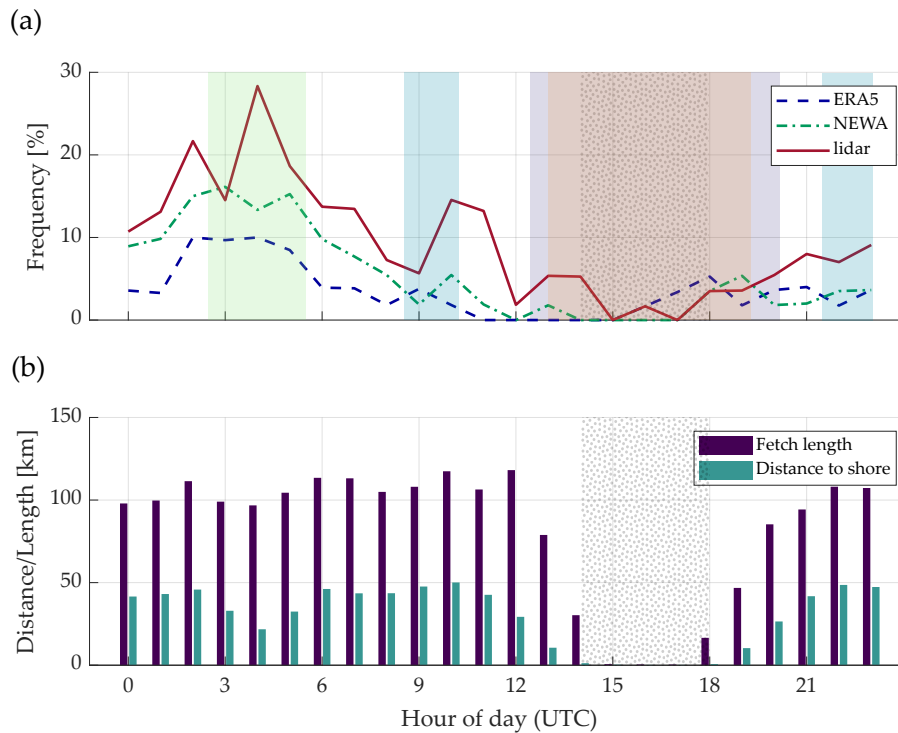 (a)
Frequency [%]
30
20
10
0
ERA5
NEWA
lidar
(b)
Distance/Length [km]
150
100
50
0
Fetch length
Distance to shore
0 3 6 9 12 15 18 21
Hour of day (UTC)